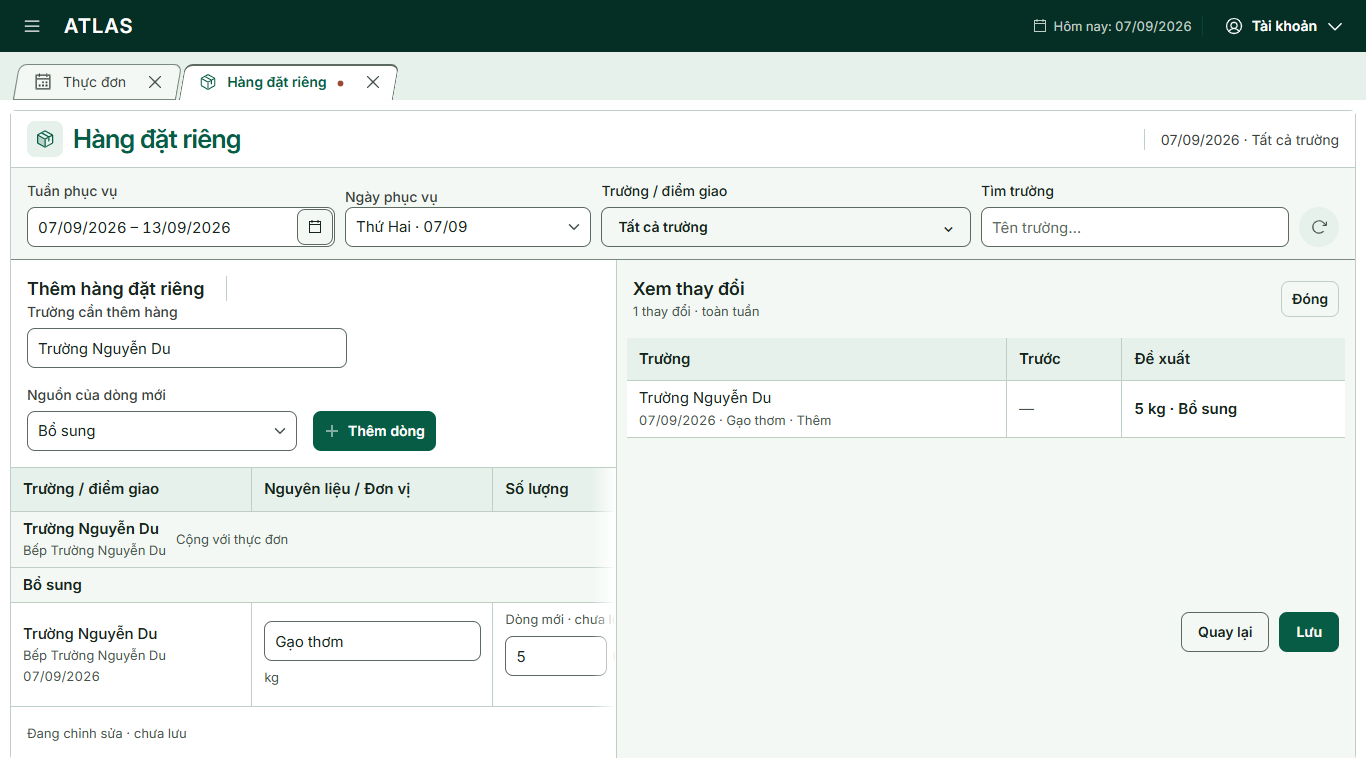 ATLAS
Hôm nay: 07/09/2026
Tài khoản
Thực đơn
Hàng đặt riêng
Hàng đặt riêng
07/09/2026 · Tất cả trường
Tuần phục vụ
07/09/2026 – 13/09/2026
Ngày phục vụ
Thứ Hai · 07/09
Trường / điểm giao
Tất cả trường
Tìm trường
Tên trường...
Thêm hàng đặt riêng
Trường cần thêm hàng
Trường Nguyễn Du
Nguồn của dòng mới
Bổ sung
Thêm dòng
Trường / điểm giao
Nguyên liệu / Đơn vị
Số lượng
Trường Nguyễn Du
Bếp Trường Nguyễn Du
Cộng với thực đơn
Bổ sung
Trường Nguyễn Du
Bếp Trường Nguyễn Du
07/09/2026
Gạo thơm
kg
Dòng mới · chưa
5
Đang chỉnh sửa · chưa lưu
Xem thay đổi
1 thay đổi · toàn tuần
Đóng
Trường
Trước
Đề xuất
Trường Nguyễn Du
07/09/2026 · Gạo thơm · Thêm
—
5 kg · Bổ sung
Quay lại
Lưu